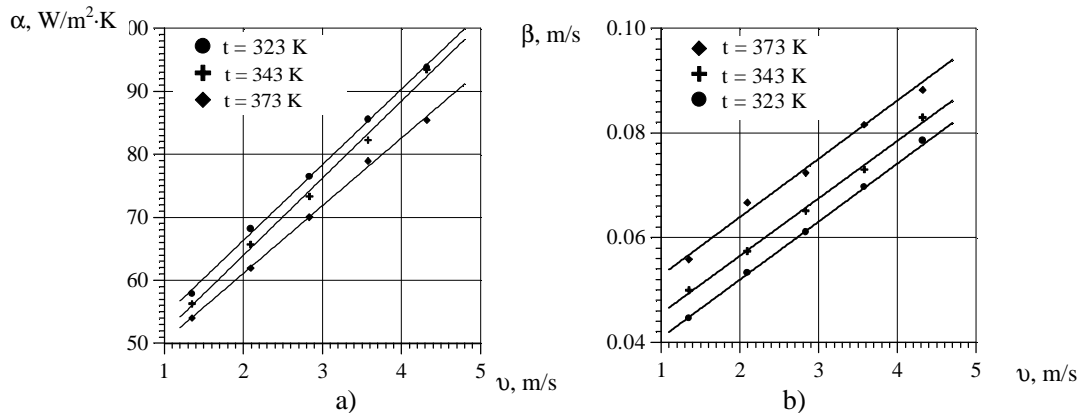 α, W/m²·K
00
90
80
70
60
50
● t = 323 K
✚ t = 343 K
◆ t = 373 K
1 2 3 4 5
υ, m/s
a)
β, m/s
0.10
0.08
0.06
0.04
◆ t = 373 K
✚ t = 343 K
● t = 323 K
1 2 3 4 5
υ, m/s
b)